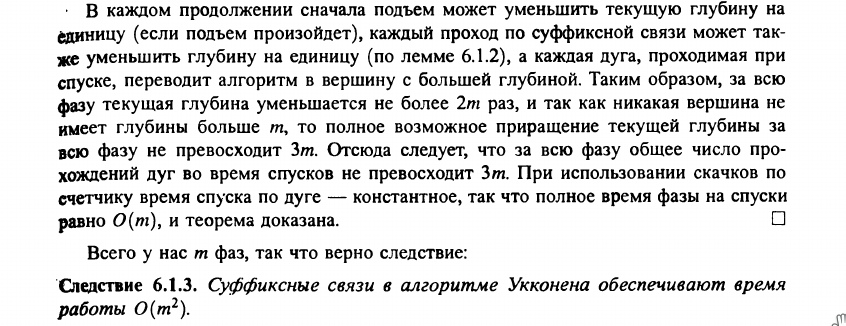 В каждом продолжении сначала подъем может уменьшить текущую глубину на
единицу (если подъем произойдет), каждый проход по суффиксной связи может так-
же уменьшить глубину на единицу (по лемме 6.1.2), а каждая дуга, проходимая при
спуске, переводит алгоритм в вершину с большей глубиной. Таким образом, за всю
фазу текущая глубина уменьшается не более 2m раз, и так как никакая вершина не
имеет глубины больше m, то полное возможное приращение текущей глубины за
всю фазу не превосходит 3m. Отсюда следует, что за всю фазу общее число про-
хождений дуг во время спусков не превосходит 3m. При использовании скачков по
счетчику время спуска по дуге — константное, так что полное время фазы на спуски
равно O(m), и теорема доказана. □
Всего у нас m фаз, так что верно следствие:
Следствие 6.1.3. Суффиксные связи в алгоритме Укконена обеспечивают время
работы O(m²).